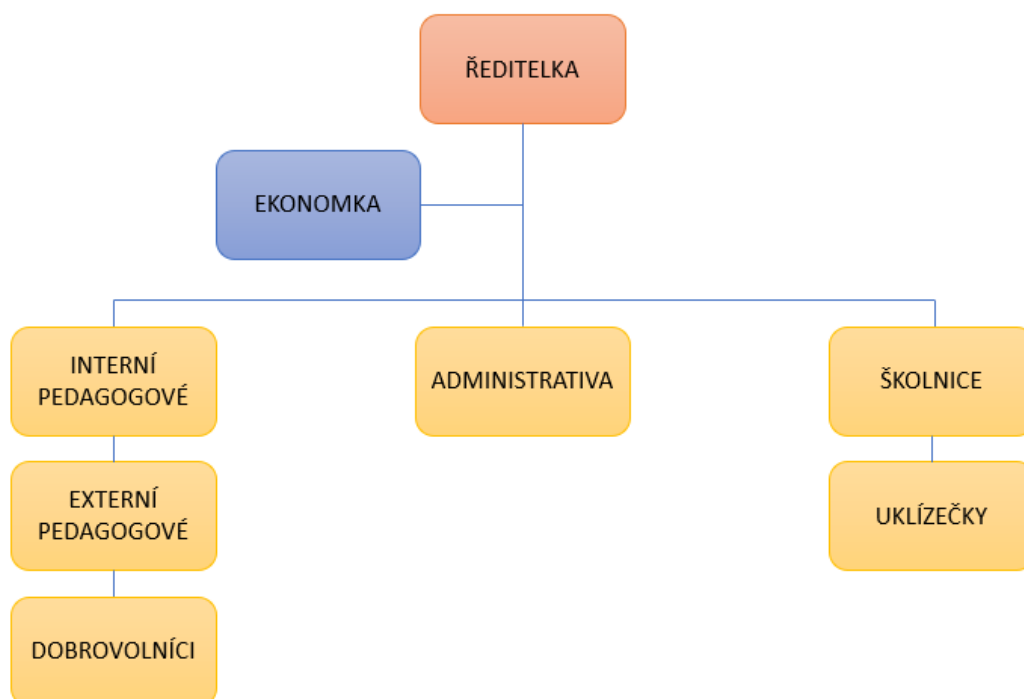 ŘEDITELKA
EKONOMKA
INTERNÍ
PEDAGOGOVÉ
ADMINISTRATIVA
ŠKOLNICE
EXTERNÍ
PEDAGOGOVÉ
UKLÍZEČKY
DOBROVOLNÍCI